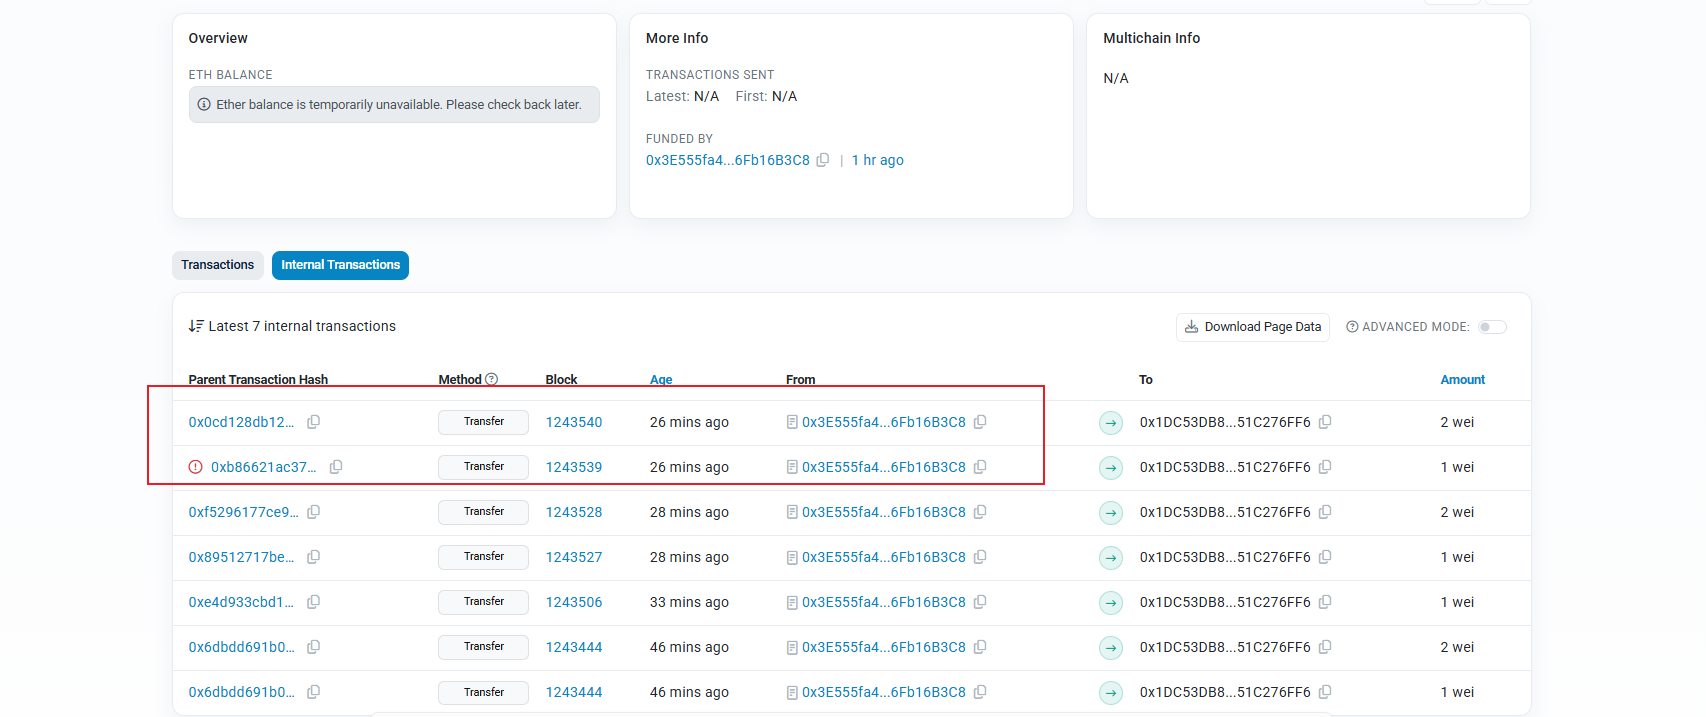 Overview
ETH BALANCE
Ether balance is temporarily unavailable. Please check back later.
More Info
TRANSACTIONS SENT
Latest: N/A First: N/A
FUNDED BY
0x3E555fa4...6Fb16B3C8 | 1 hr ago
Multichain Info
N/A
Transactions Internal Transactions
Latest 7 internal transactions Download Page Data ADVANCED MODE:
Parent Transaction Hash Method Block Age From To Amount
0x0cd128db12... Transfer 1243540 26 mins ago 0x3E555fa4...6Fb16B3C8 0x1DC53DB8...51C276FF6 2 wei
0xb86621ac37... Transfer 1243539 26 mins ago 0x3E555fa4...6Fb16B3C8 0x1DC53DB8...51C276FF6 1 wei
0xf5296177ce9... Transfer 1243528 28 mins ago 0x3E555fa4...6Fb16B3C8 0x1DC53DB8...51C276FF6 2 wei
0x89512717be... Transfer 1243527 28 mins ago 0x3E555fa4...6Fb16B3C8 0x1DC53DB8...51C276FF6 1 wei
0xe4d933cbd1... Transfer 1243506 33 mins ago 0x3E555fa4...6Fb16B3C8 0x1DC53DB8...51C276FF6 1 wei
0x6dbdd691b0... Transfer 1243444 46 mins ago 0x3E555fa4...6Fb16B3C8 0x1DC53DB8...51C276FF6 2 wei
0x6dbdd691b0... Transfer 1243444 46 mins ago 0x3E555fa4...6Fb16B3C8 0x1DC53DB8...51C276FF6 1 wei